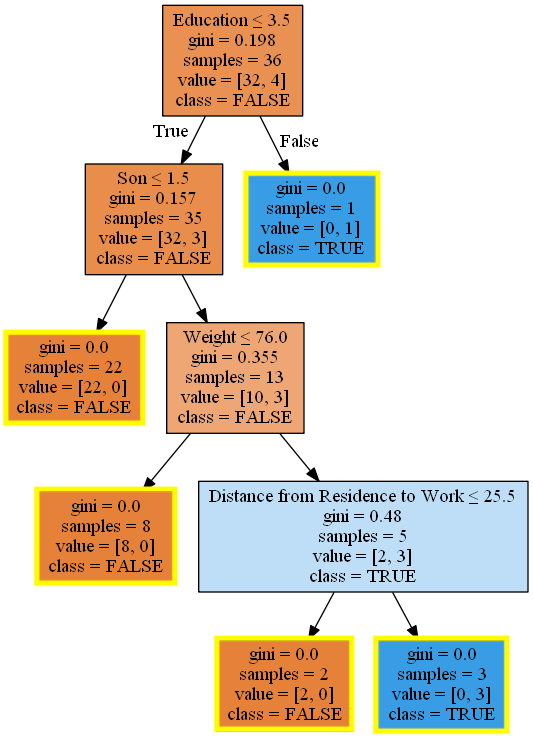 Education ≤ 3.5
gini = 0.198
samples = 36
value = [32, 4]
class = FALSE
True
False
Son ≤ 1.5
gini = 0.157
samples = 35
value = [32, 3]
class = FALSE
gini = 0.0
samples = 1
value = [0, 1]
class = TRUE
gini = 0.0
samples = 22
value = [22, 0]
class = FALSE
Weight ≤ 76.0
gini = 0.355
samples = 13
value = [10, 3]
class = FALSE
gini = 0.0
samples = 8
value = [8, 0]
class = FALSE
Distance from Residence to Work ≤ 25.5
gini = 0.48
samples = 5
value = [2, 3]
class = TRUE
gini = 0.0
samples = 2
value = [2, 0]
class = FALSE
gini = 0.0
samples = 3
value = [0, 3]
class = TRUE